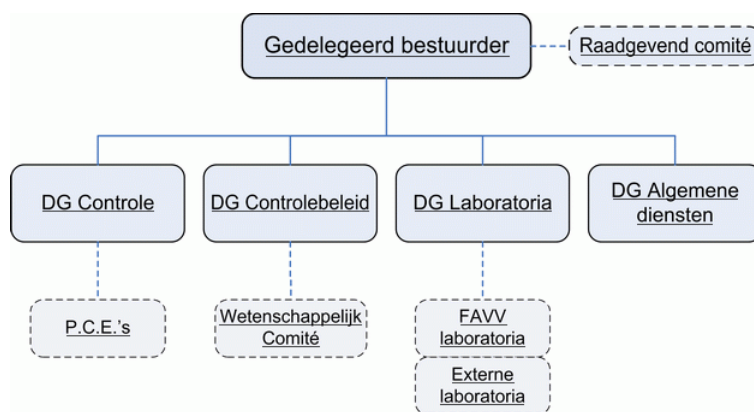 Gedelegeerd bestuurder
Raadgevend comité
DG Controle
DG Controlebeleid
DG Laboratoria
DG Algemene
diensten
P.C.E.'s
Wetenschappelijk
Comité
FAVV
laboratoria
Externe
laboratoria